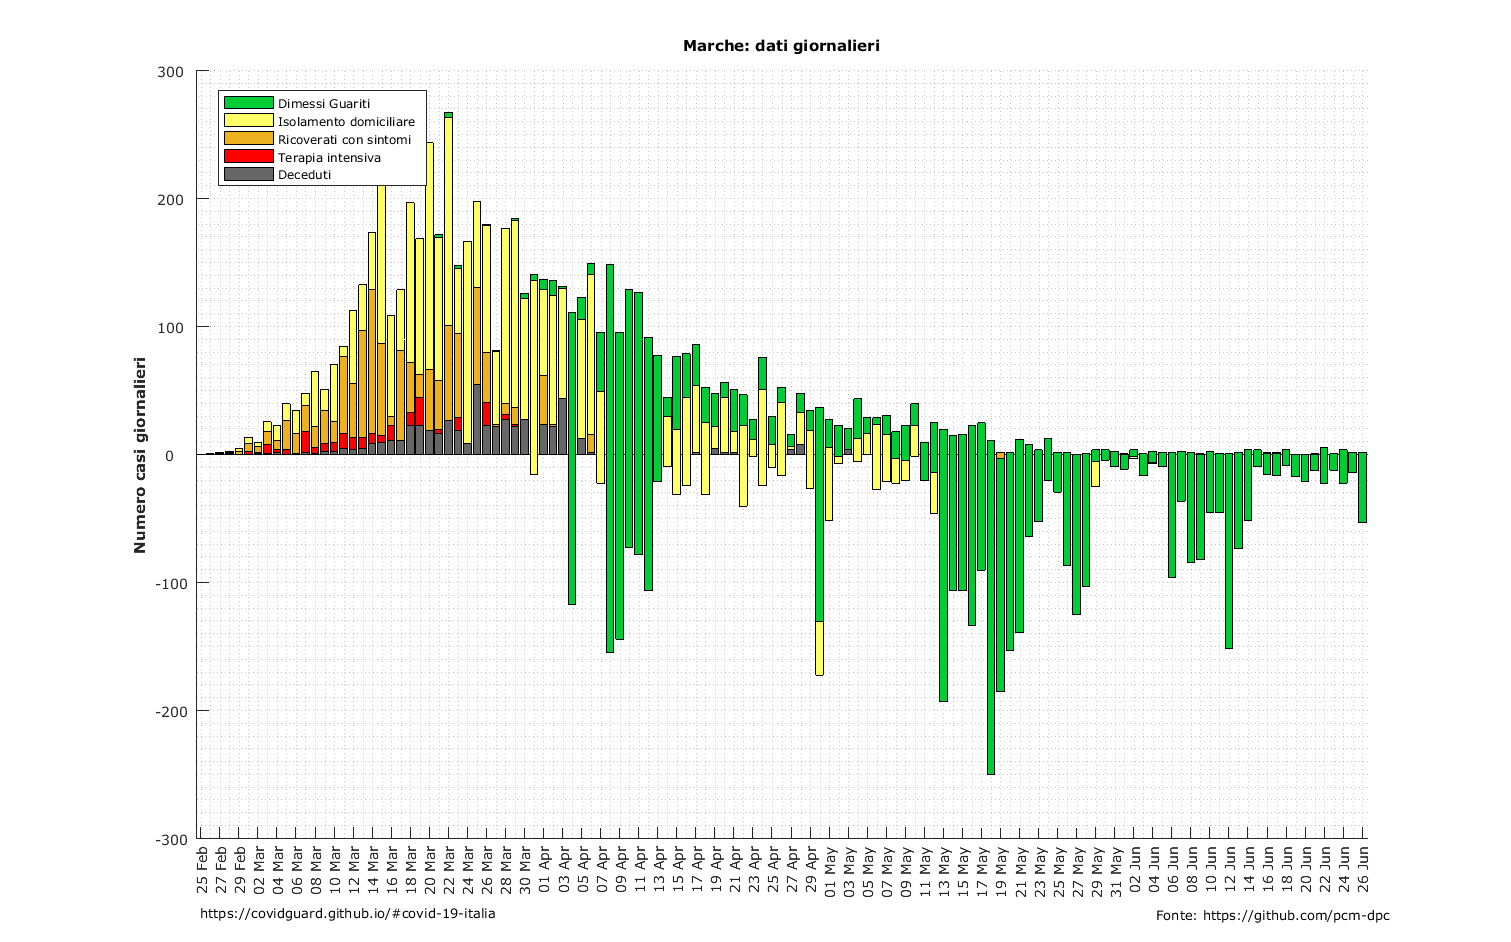 Marche: dati giornalieri
300
200
100
0
-100
-200
-300
Numero casi giornalieri
Dimessi Guariti
Isolamento domiciliare
Ricoverati con sintomi
Terapia intensiva
Deceduti
25 Feb
27 Feb
29 Feb
02 Mar
04 Mar
06 Mar
08 Mar
10 Mar
12 Mar
14 Mar
16 Mar
18 Mar
20 Mar
22 Mar
24 Mar
26 Mar
28 Mar
30 Mar
01 Apr
03 Apr
05 Apr
07 Apr
09 Apr
11 Apr
13 Apr
15 Apr
17 Apr
19 Apr
21 Apr
23 Apr
25 Apr
27 Apr
29 Apr
01 May
03 May
05 May
07 May
09 May
11 May
13 May
15 May
17 May
19 May
21 May
23 May
25 May
27 May
29 May
31 May
02 Jun
04 Jun
06 Jun
08 Jun
10 Jun
12 Jun
14 Jun
16 Jun
18 Jun
20 Jun
22 Jun
24 Jun
26 Jun
https://covidguard.github.io/#covid-19-italia
Fonte: https://github.com/pcm-dpc